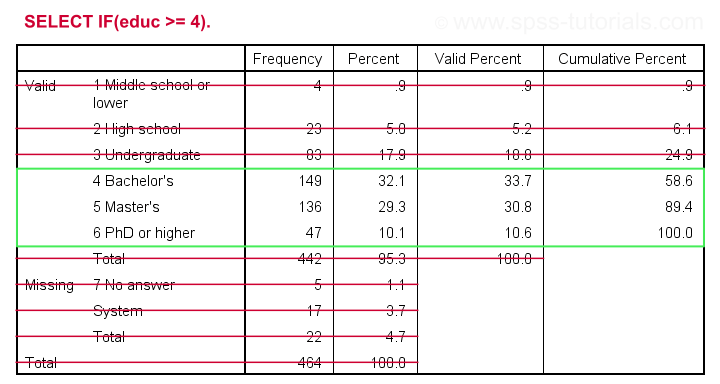 SELECT IF(educ >= 4).
© www.spss-tutorials.com
Frequency Percent Valid Percent Cumulative Percent
Valid 1 Middle school or lower 4 .9 .9 .9
2 High school 23 5.0 5.2 6.1
3 Undergraduate 83 17.9 18.8 24.9
4 Bachelor's 149 32.1 33.7 58.6
5 Master's 136 29.3 30.8 89.4
6 PhD or higher 47 10.1 10.6 100.0
Total 442 95.3 100.0
Missing 7 No answer 5 1.1
System 17 3.7
Total 22 4.7
Total 464 100.0